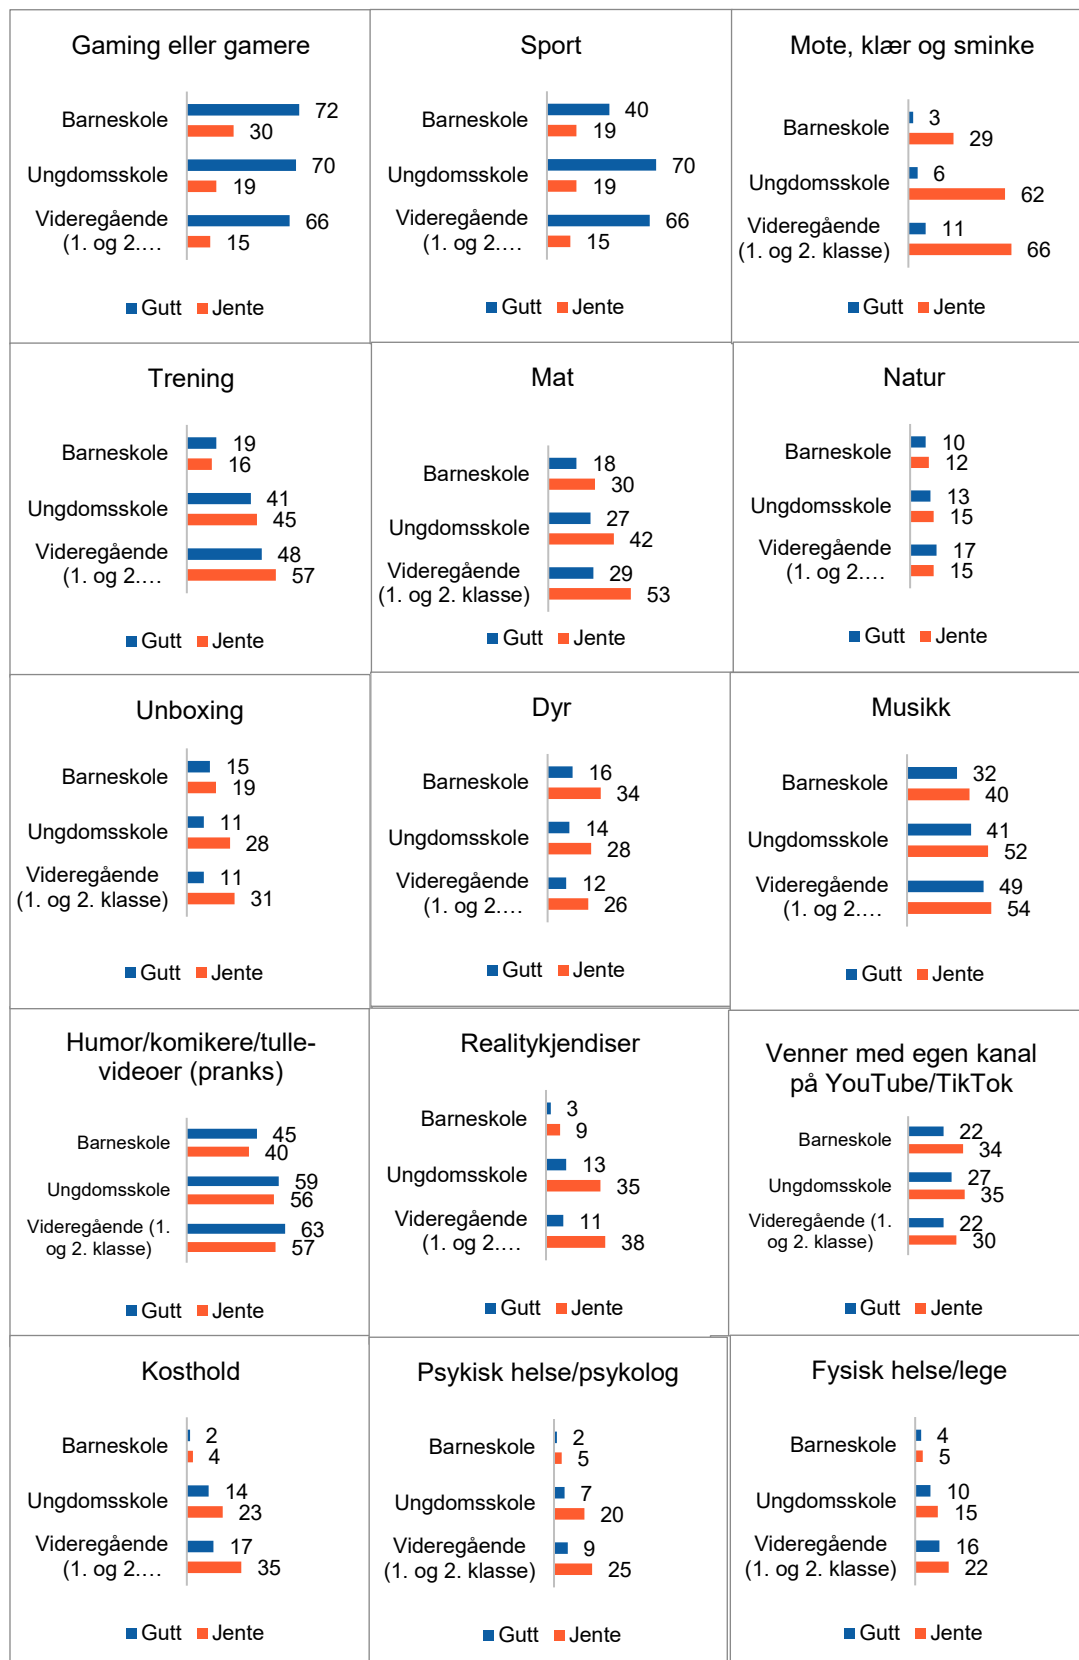 Gaming eller gamere
Barneskole
72
30
Ungdomsskole
70
19
Videregående
(1. og 2....
66
15
Gutt Jente
Sport
Barneskole
40
19
Ungdomsskole
70
19
Videregående
(1. og 2....
66
15
Gutt Jente
Mote, klær og sminke
Barneskole
3
29
Ungdomsskole
6
62
Videregående
(1. og 2. klasse)
11
66
Gutt Jente
Trening
Barneskole
19
16
Ungdomsskole
41
45
Videregående
(1. og 2....
48
57
Gutt Jente
Mat
Barneskole
18
30
Ungdomsskole
27
42
Videregående
(1. og 2. klasse)
29
53
Gutt Jente
Natur
Barneskole
10
12
Ungdomsskole
13
15
Videregående
(1. og 2....
17
15
Gutt Jente
Unboxing
Barneskole
15
19
Ungdomsskole
11
28
Videregående
(1. og 2. klasse)
11
31
Gutt Jente
Dyr
Barneskole
16
34
Ungdomsskole
14
28
Videregående
(1. og 2....
12
26
Gutt Jente
Musikk
Barneskole
32
40
Ungdomsskole
41
52
Videregående
(1. og 2....
49
54
Gutt Jente
Humor/komikere/tulle-
videoer (pranks)
Barneskole
45
40
Ungdomsskole
59
56
Videregående (1.
og 2. klasse)
63
57
Gutt Jente
Realitykjendiser
Barneskole
3
9
Ungdomsskole
13
35
Videregående
(1. og 2....
11
38
Gutt Jente
Venner med egen kanal
på YouTube/TikTok
Barneskole
22
34
Ungdomsskole
27
35
Videregående (1.
og 2. klasse)
22
30
Gutt Jente
Kosthold
Barneskole
2
4
Ungdomsskole
14
23
Videregående
(1. og 2....
17
35
Gutt Jente
Psykisk helse/psykolog
Barneskole
2
5
Ungdomsskole
7
20
Videregående
(1. og 2. klasse)
9
25
Gutt Jente
Fysisk helse/lege
Barneskole
4
5
Ungdomsskole
10
15
Videregående
(1. og 2. klasse)
16
22
Gutt Jente